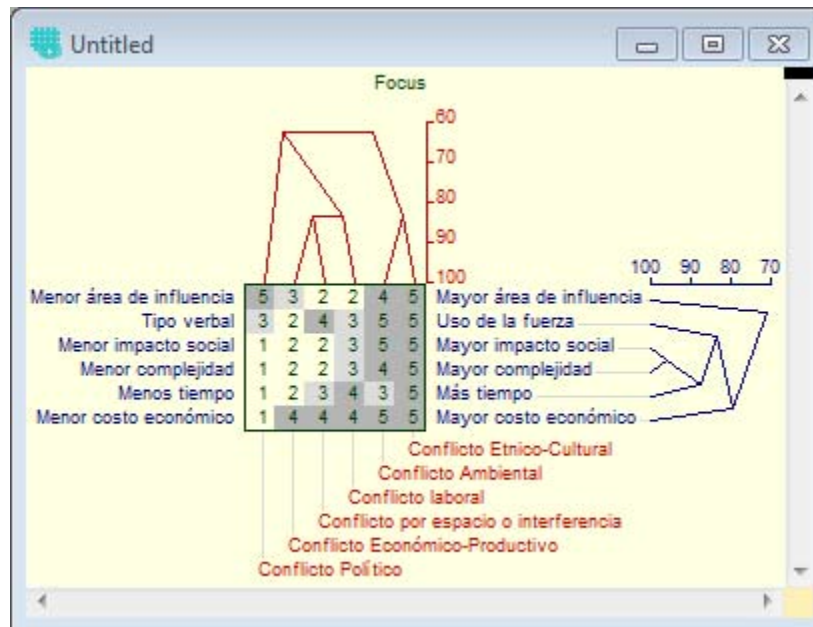 Untitled
Focus
60
70
80
90
100
100 90 80 70
Menor área de influencia 5 3 2 2 4 5 Mayor área de influencia
Tipo verbal 3 2 4 3 5 5 Uso de la fuerza
Menor impacto social 1 2 2 3 5 5 Mayor impacto social
Menor complejidad 1 2 2 3 4 5 Mayor complejidad
Menos tiempo 1 2 3 4 3 5 Más tiempo
Menor costo económico 1 4 4 4 5 5 Mayor costo económico
Conflicto Etnico-Cultural
Conflicto Ambiental
Conflicto laboral
Conflicto por espacio o interferencia
Conflicto Económico-Productivo
Conflicto Político